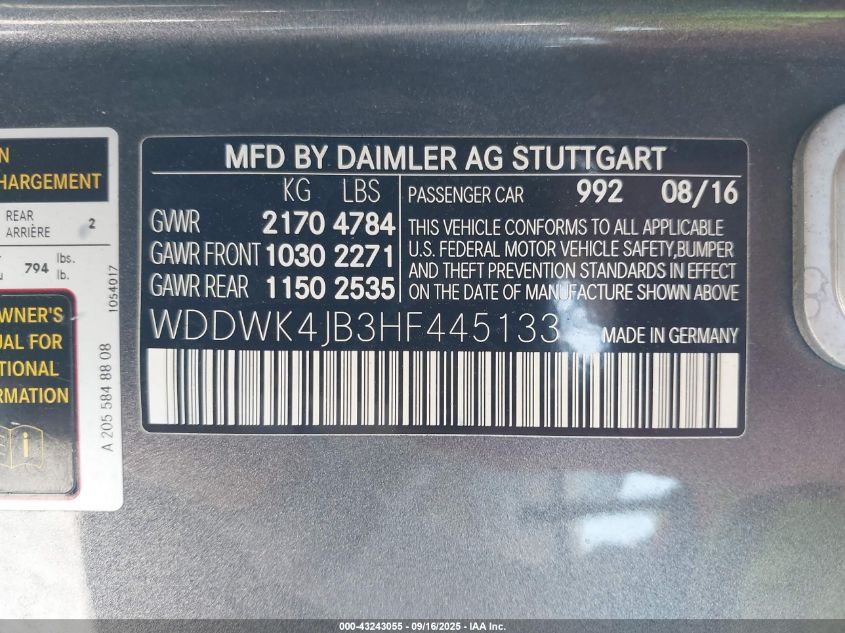 N
HARGEMENT
REAR
ARRIÈRE 2
794 lbs.
lb.
1054017
OWNER'S
UAL FOR
TIONAL
ORMATION
A 205 584 88 08
MFD BY DAIMLER AG STUTTGART
KG LBS
GVWR 2170 4784
GAWR FRONT 1030 2271
GAWR REAR 1150 2535
PASSENGER CAR 992 08/16
THIS VEHICLE CONFORMS TO ALL APPLICABLE
U.S. FEDERAL MOTOR VEHICLE SAFETY,BUMPER
AND THEFT PREVENTION STANDARDS IN EFFECT
ON THE DATE OF MANUFACTURE SHOWN ABOVE
WDDWK4JB3HF445133 MADE IN GERMANY
000-43243055 - 09/16/2025 - IAA Inc.